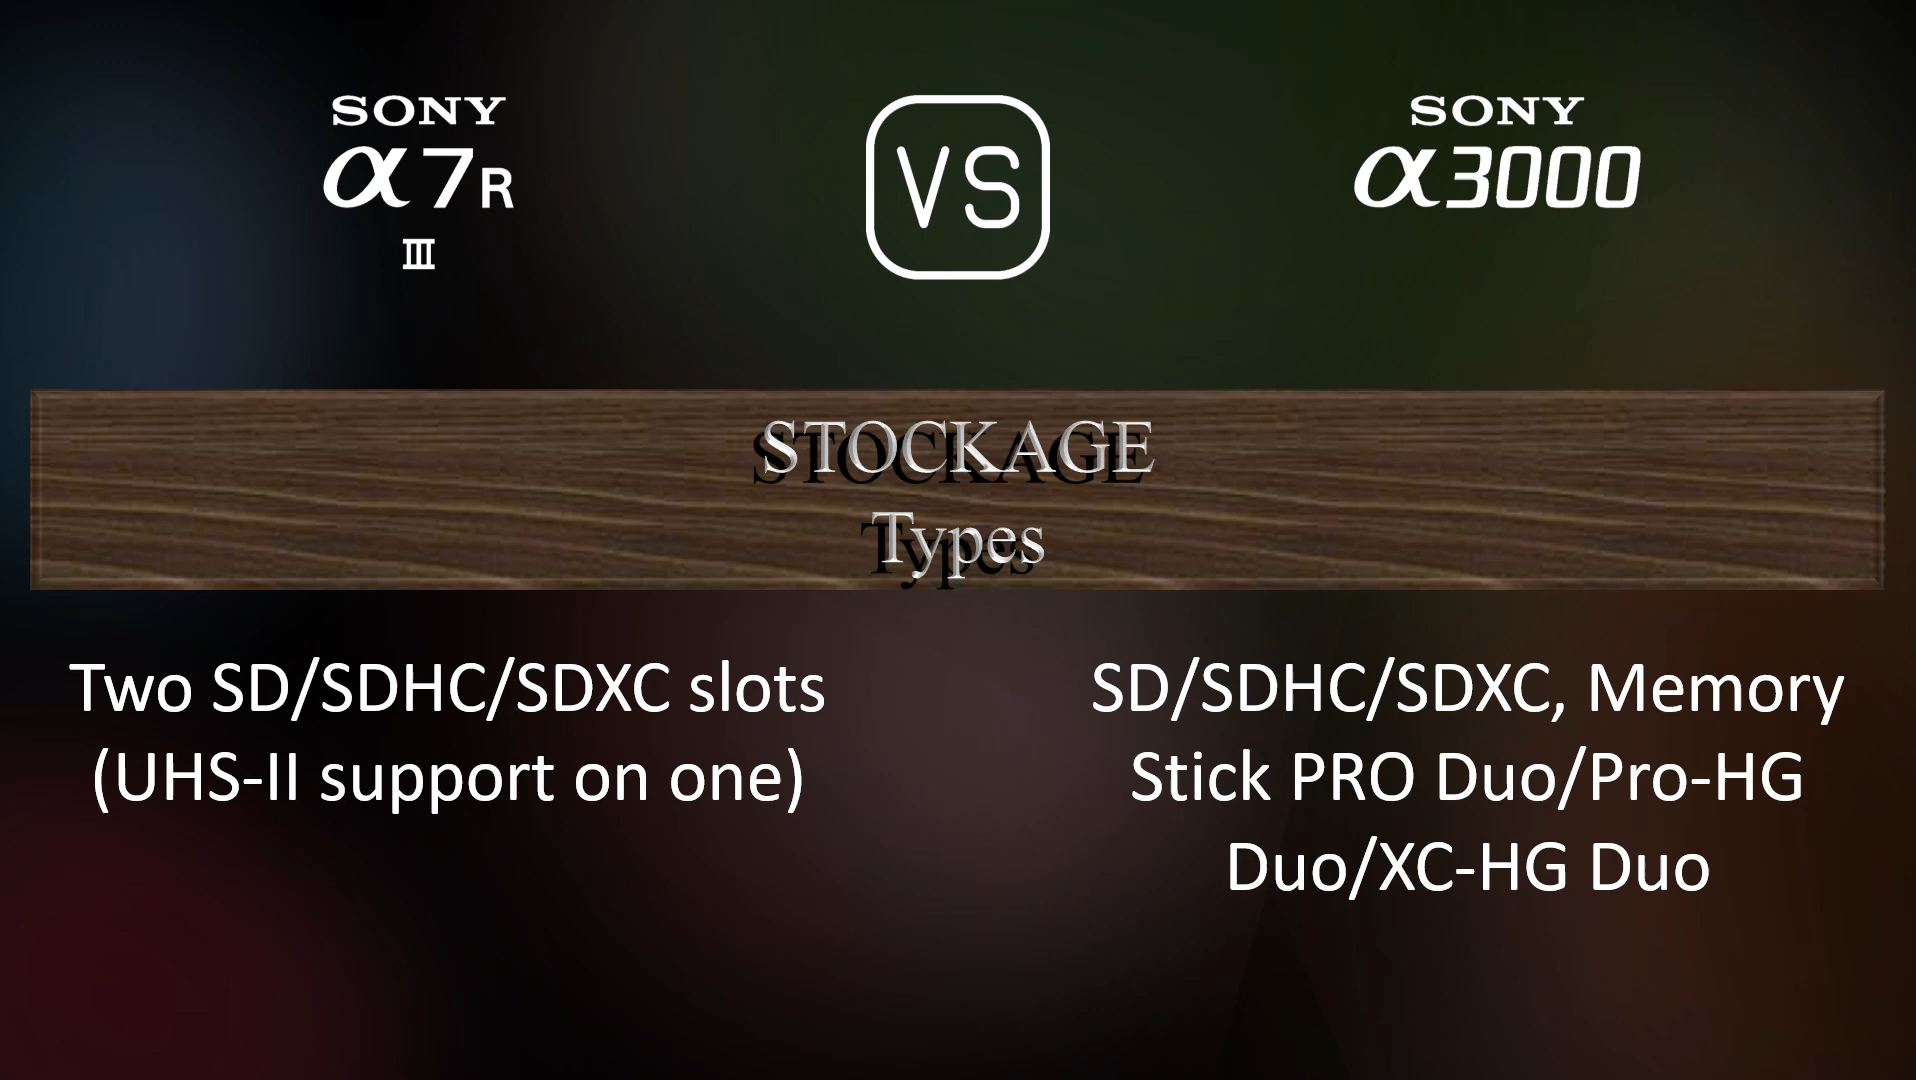 SONY
α7R
III
VS
SONY
α3000
STOCKAGE
Types
Two SD/SDHC/SDXC slots
(UHS-II support on one)
SD/SDHC/SDXC, Memory
Stick PRO Duo/Pro-HG
Duo/XC-HG Duo